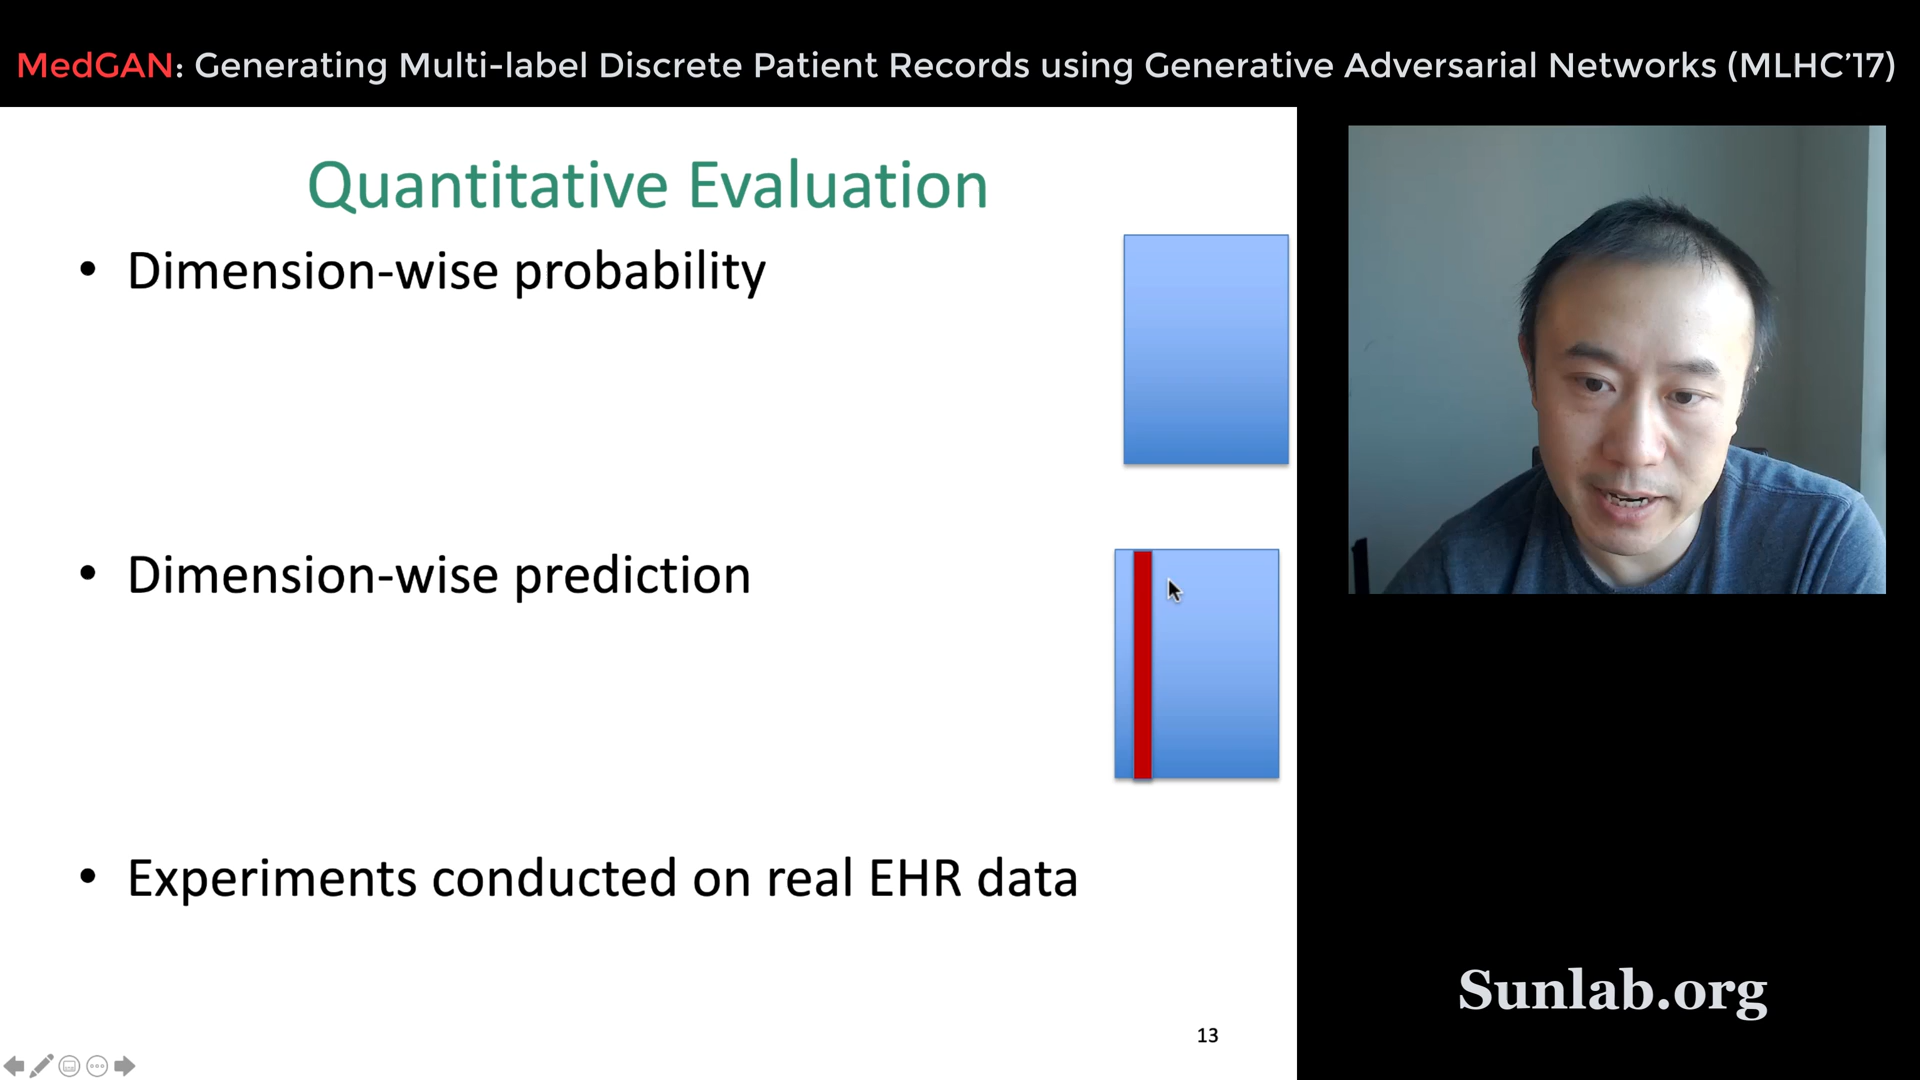 MedGAN: Generating Multi-label Discrete Patient Records using Generative Adversarial Networks (MLHC’17)
Quantitative Evaluation
• Dimension-wise probability
• Dimension-wise prediction
• Experiments conducted on real EHR data
13
Sunlab.org